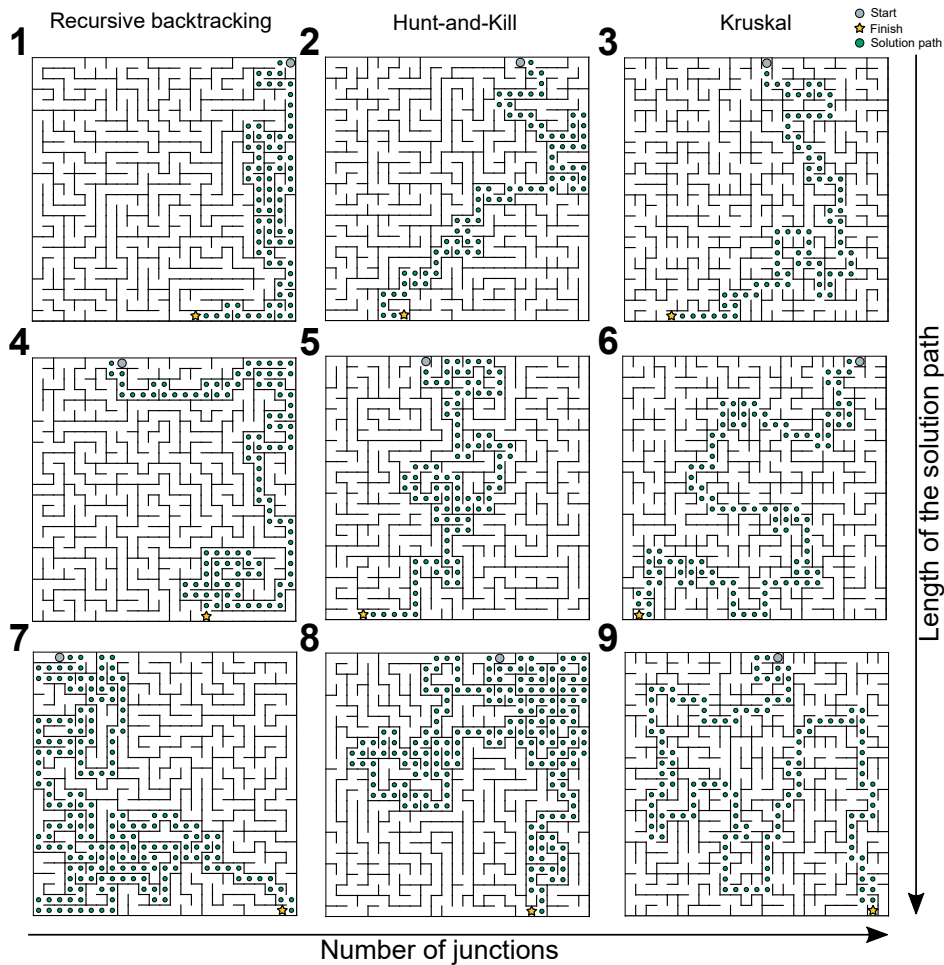 Recursive backtracking
Hunt-and-Kill
Kruskal
Start
Finish
Solution path
1
2
3
4
5
6
7
8
9
Length of the solution path
Number of junctions